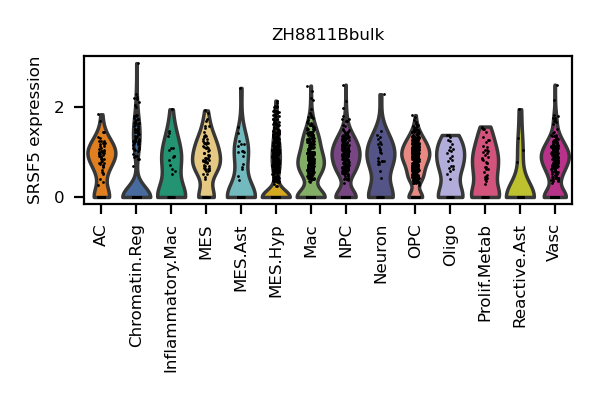 ZH8811Bbulk
SRSF5 expression
2
0
AC
Chromatin.Reg
Inflammatory.Mac
MES
MES.Ast
MES.Hyp
Mac
NPC
Neuron
OPC
Oligo
Prolif.Metab
Reactive.Ast
Vasc